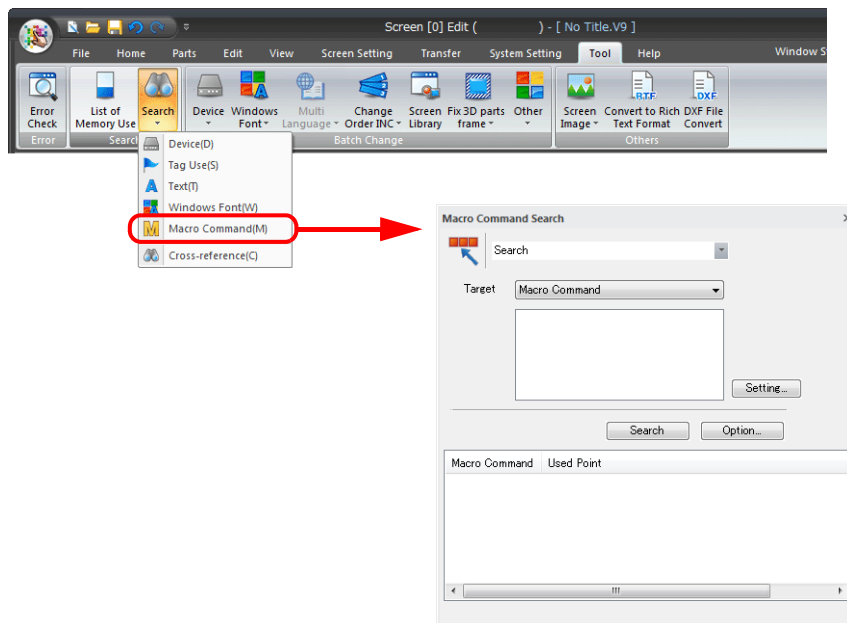 Screen [0] Edit ( ) - [ No Title.V9 ]
File Home Parts Edit View Screen Setting Transfer System Setting Tool Help Window S
Error Check
List of Memory Use
Search
Device
Windows Font
Multi Language
Change Order INC
Screen Library
Fix 3D parts frame
Other
Screen Image
Convert to Rich Text Format
DXF File Convert
RTF
DXF
Error
Search
Batch Change
Others
Device(D)
Tag Use(S)
Text(T)
Windows Font(W)
Macro Command(M)
Cross-reference(C)
Macro Command Search
Search
Target Macro Command
Setting...
Search Option...
Macro Command Used Point